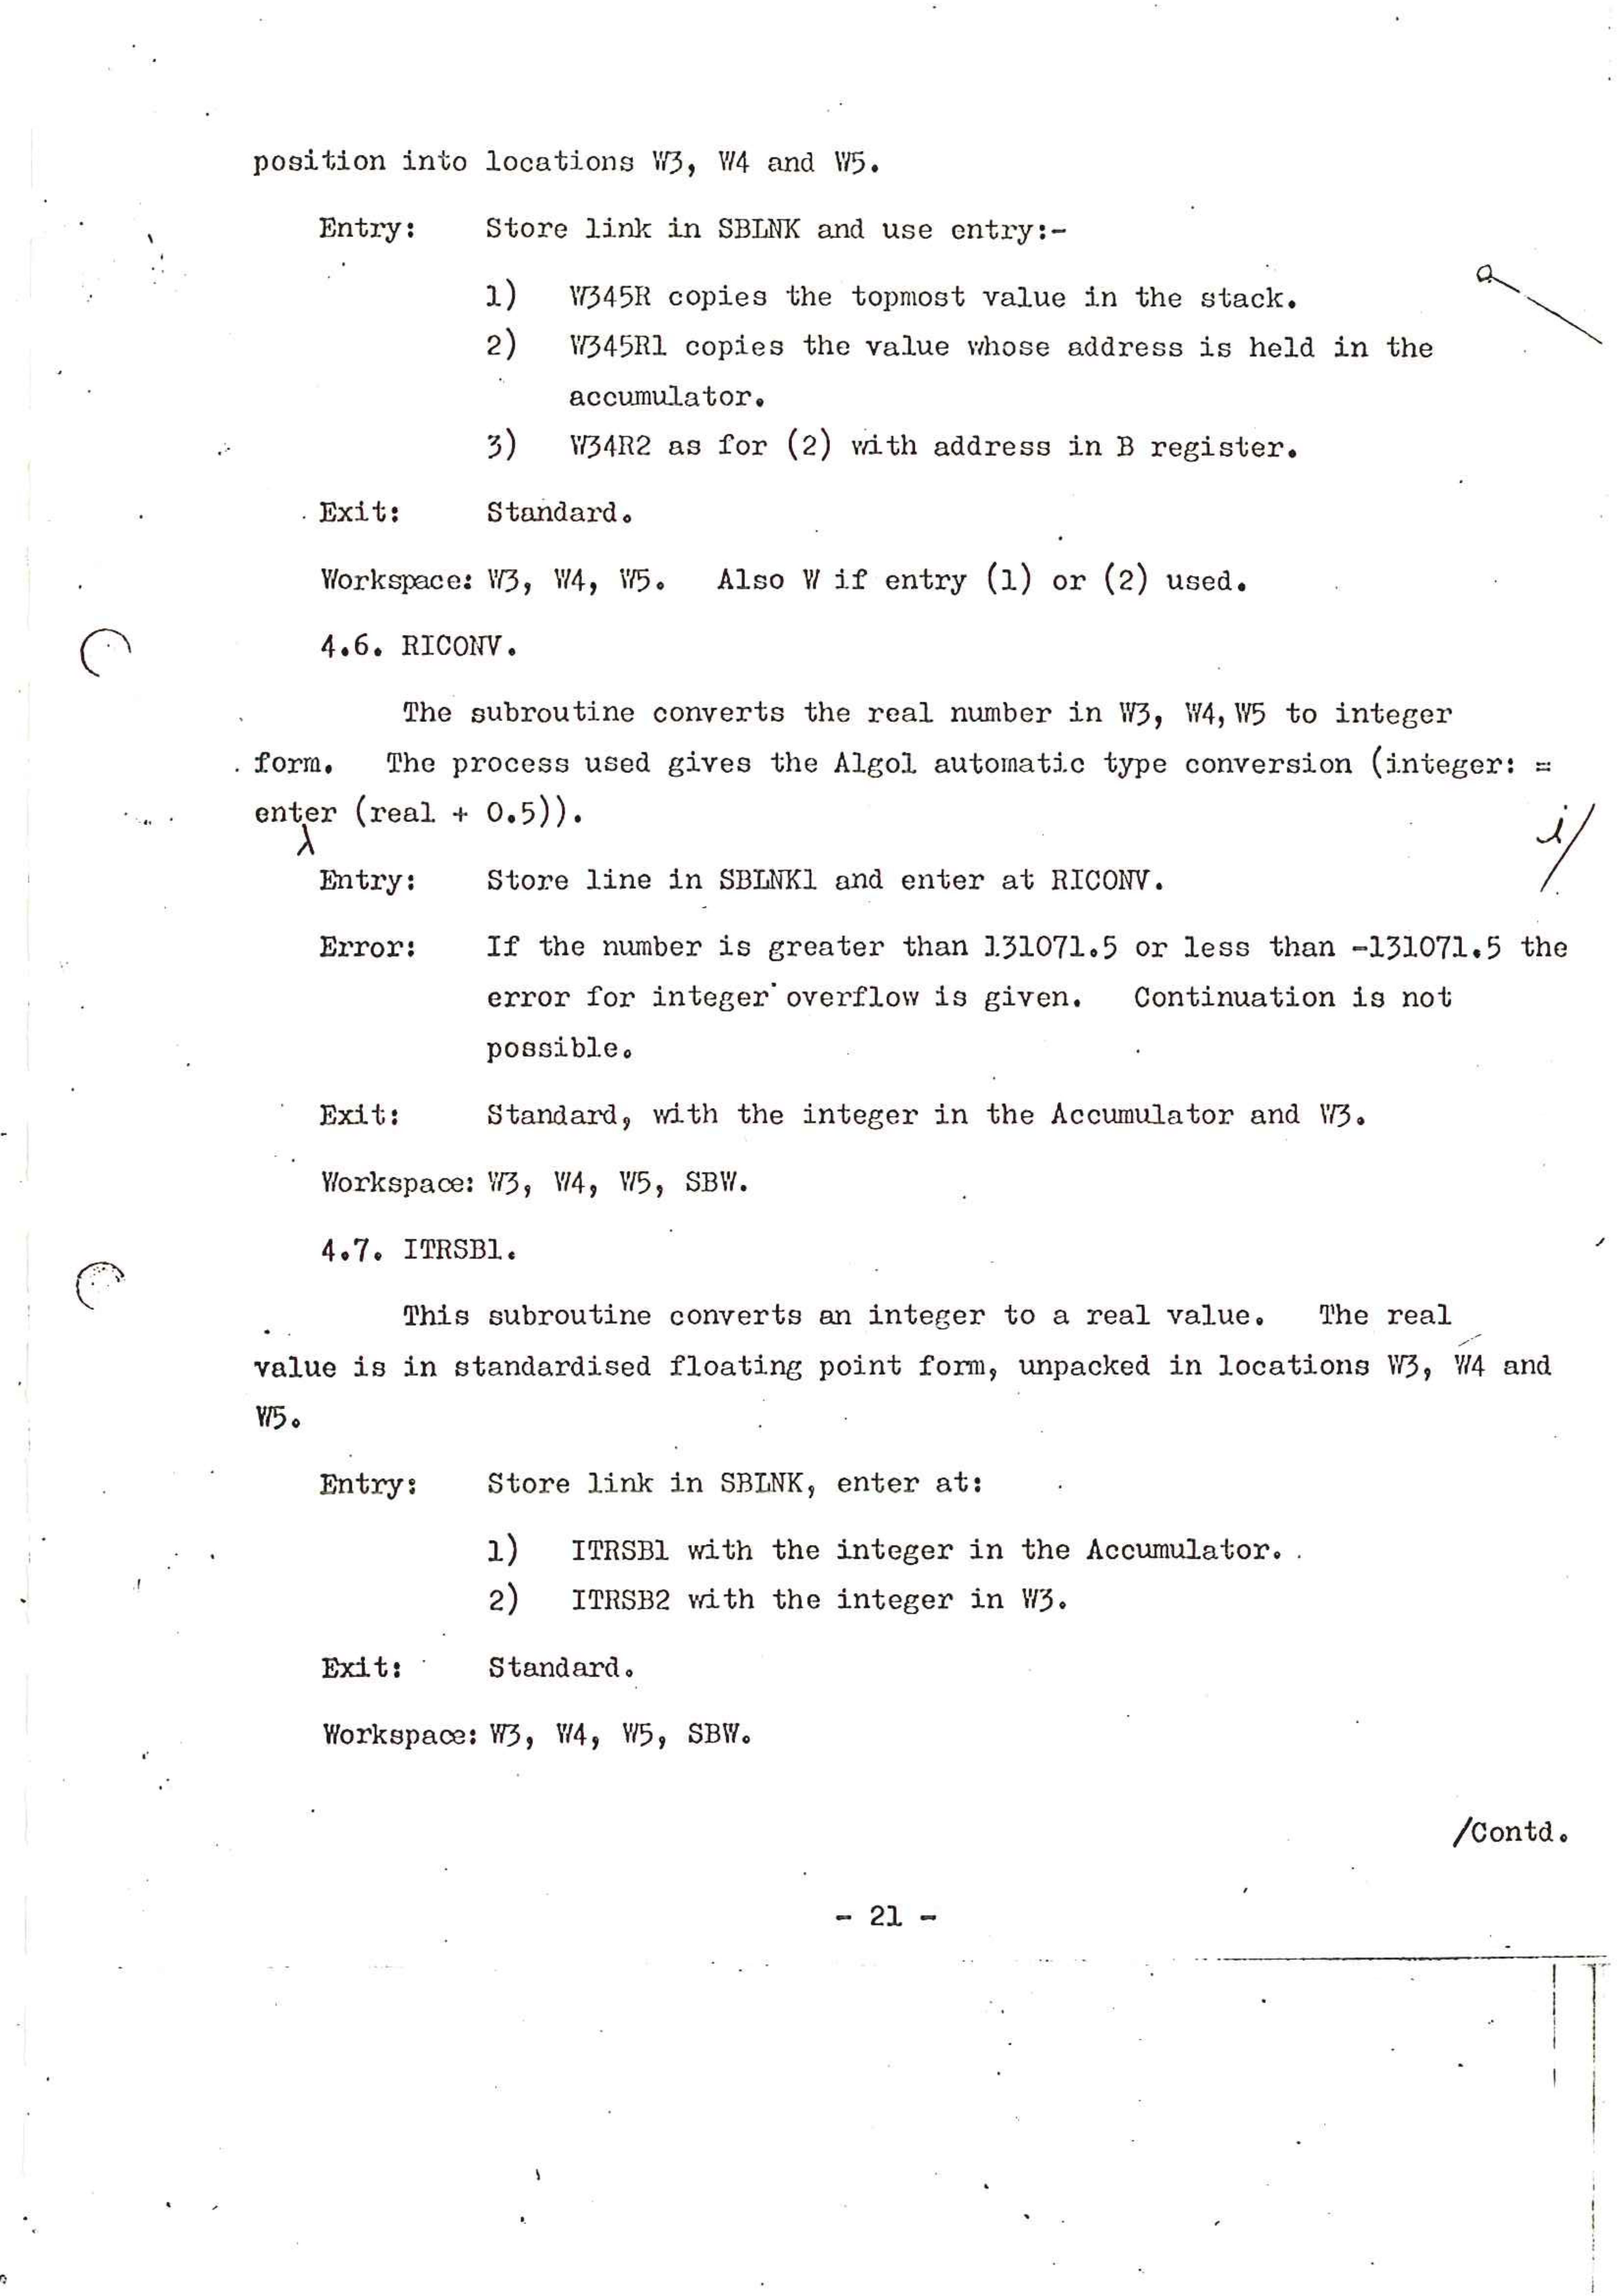 position into locations W3, W4 and W5.
Entry: Store link in SBLNK and use entry:-
1) W345R copies the topmost value in the stack.
a
2) W345R1 copies the value whose address is held in the
accumulator.
3) W34R2 as for (2) with address in B register.
Exit: Standard.
Workspace: W3, W4, W5. Also W if entry (1) or (2) used.
4.6. RICONV.
The subroutine converts the real number in W3, W4, W5 to integer
form. The process used gives the Algol automatic type conversion (integer: =
enter (real + 0.5)).
i/
Entry: Store line in SBLNK1 and enter at RICONV.
Error: If the number is greater than 131071.5 or less than -131071.5 the
error for integer overflow is given. Continuation is not
possible.
Exit: Standard, with the integer in the Accumulator and W3.
Workspace: W3, W4, W5, SBW.
4.7. ITRSB1.
This subroutine converts an integer to a real value. The real
value is in standardised floating point form, unpacked in locations W3, W4 and
W5.
Entry: Store link in SBLNK, enter at:
1) ITRSB1 with the integer in the Accumulator.
2) ITRSB2 with the integer in W3.
Exit: Standard.
Workspace: W3, W4, W5, SBW.
/Contd.
- 21 -